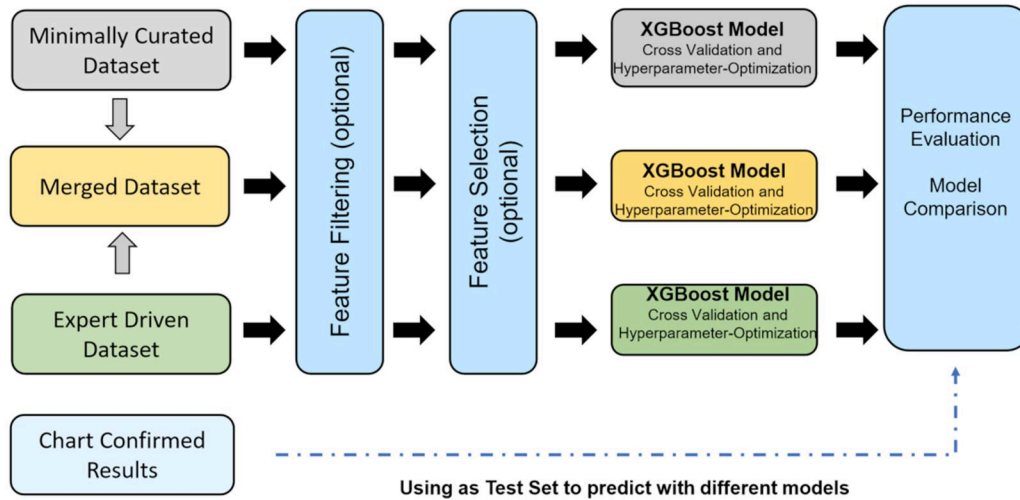 Minimally Curated
Dataset
Merged Dataset
Expert Driven
Dataset
Chart Confirmed
Results
Feature Filtering (optional)
Feature Selection
(optional)
XGBoost Model
Cross Validation and
Hyperparameter-Optimization
XGBoost Model
Cross Validation and
Hyperparameter-Optimization
XGBoost Model
Cross Validation and
Hyperparameter-Optimization
Performance
Evaluation
Model
Comparison
Using as Test Set to predict with different models